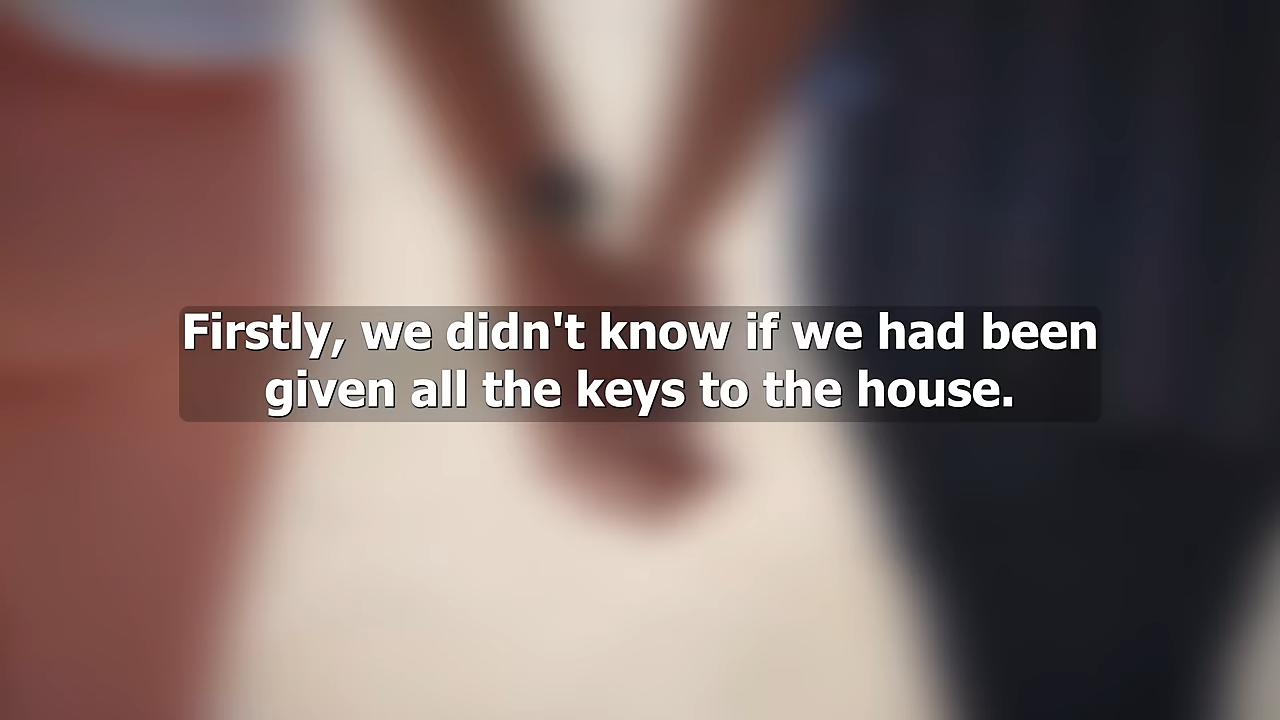 Firstly, we didn't know if we had been
given all the keys to the house.